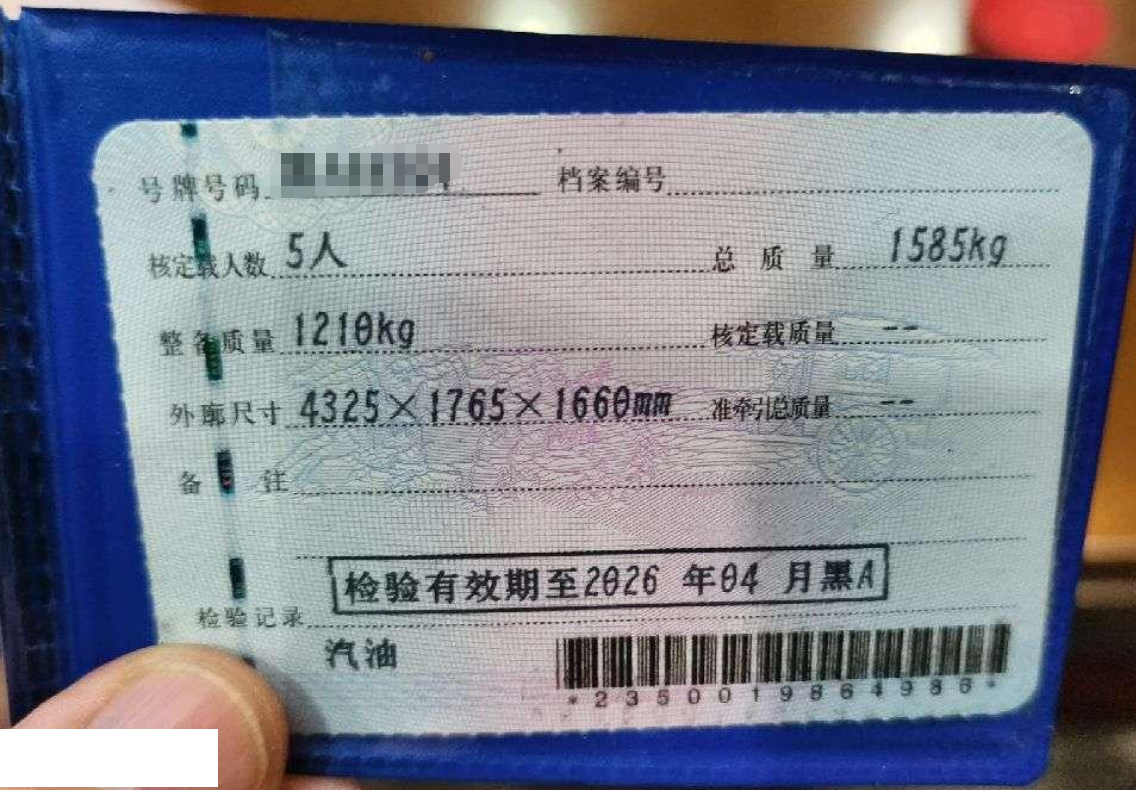 号牌号码 档案编号
核定载人数 5人 总质量 1585kg
整备质量 1210kg 核定载质量 --
外廓尺寸 4325×1765×1660mm 准牵引总质量 --
备注
检验有效期至2026 年04 月黑A
检验记录
汽油
*2350019864986*